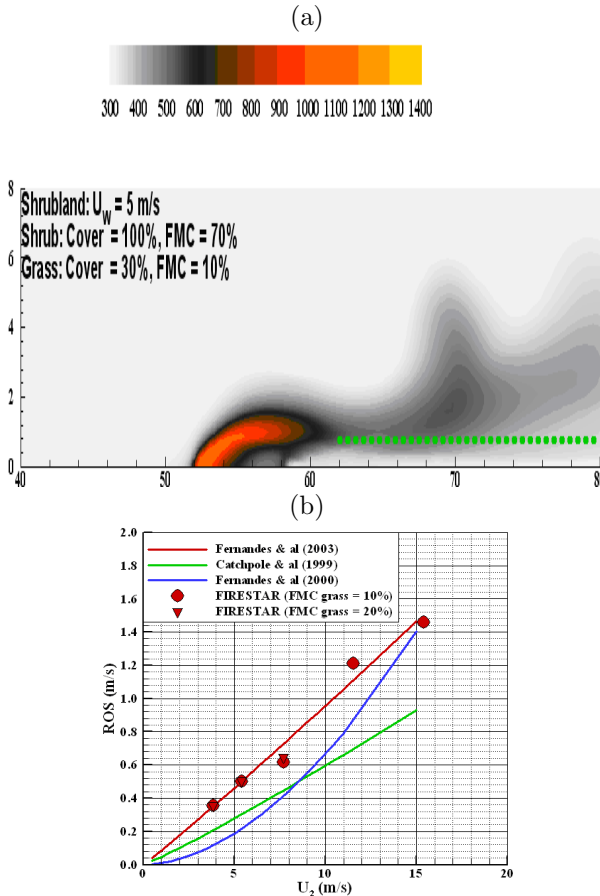 (a)
300 400 500 600 700 800 900 1000 1100 1200 1300 1400
Shrubland: U_W = 5 m/s
Shrub: Cover = 100%, FMC = 70%
Grass: Cover = 30%, FMC = 10%
8
6
4
2
0
40 50 60 70 80
(b)
Fernandes & al (2003)
Catchpole & al (1999)
Fernandes & al (2000)
FIRESTAR (FMC grass = 10%)
FIRESTAR (FMC grass = 20%)
ROS (m/s)
2.0
1.8
1.6
1.4
1.2
1.0
0.8
0.6
0.4
0.2
0.0
0 5 10 15 20
U_2 (m/s)